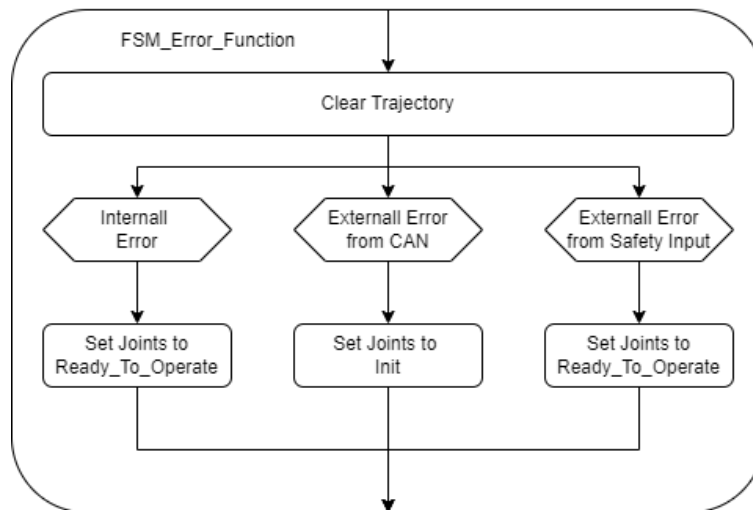 FSM_Error_Function
Clear Trajectory
Internall
Error
Externall Error
from CAN
Externall Error
from Safety Input
Set Joints to
Ready_To_Operate
Set Joints to
Init
Set Joints to
Ready_To_Operate